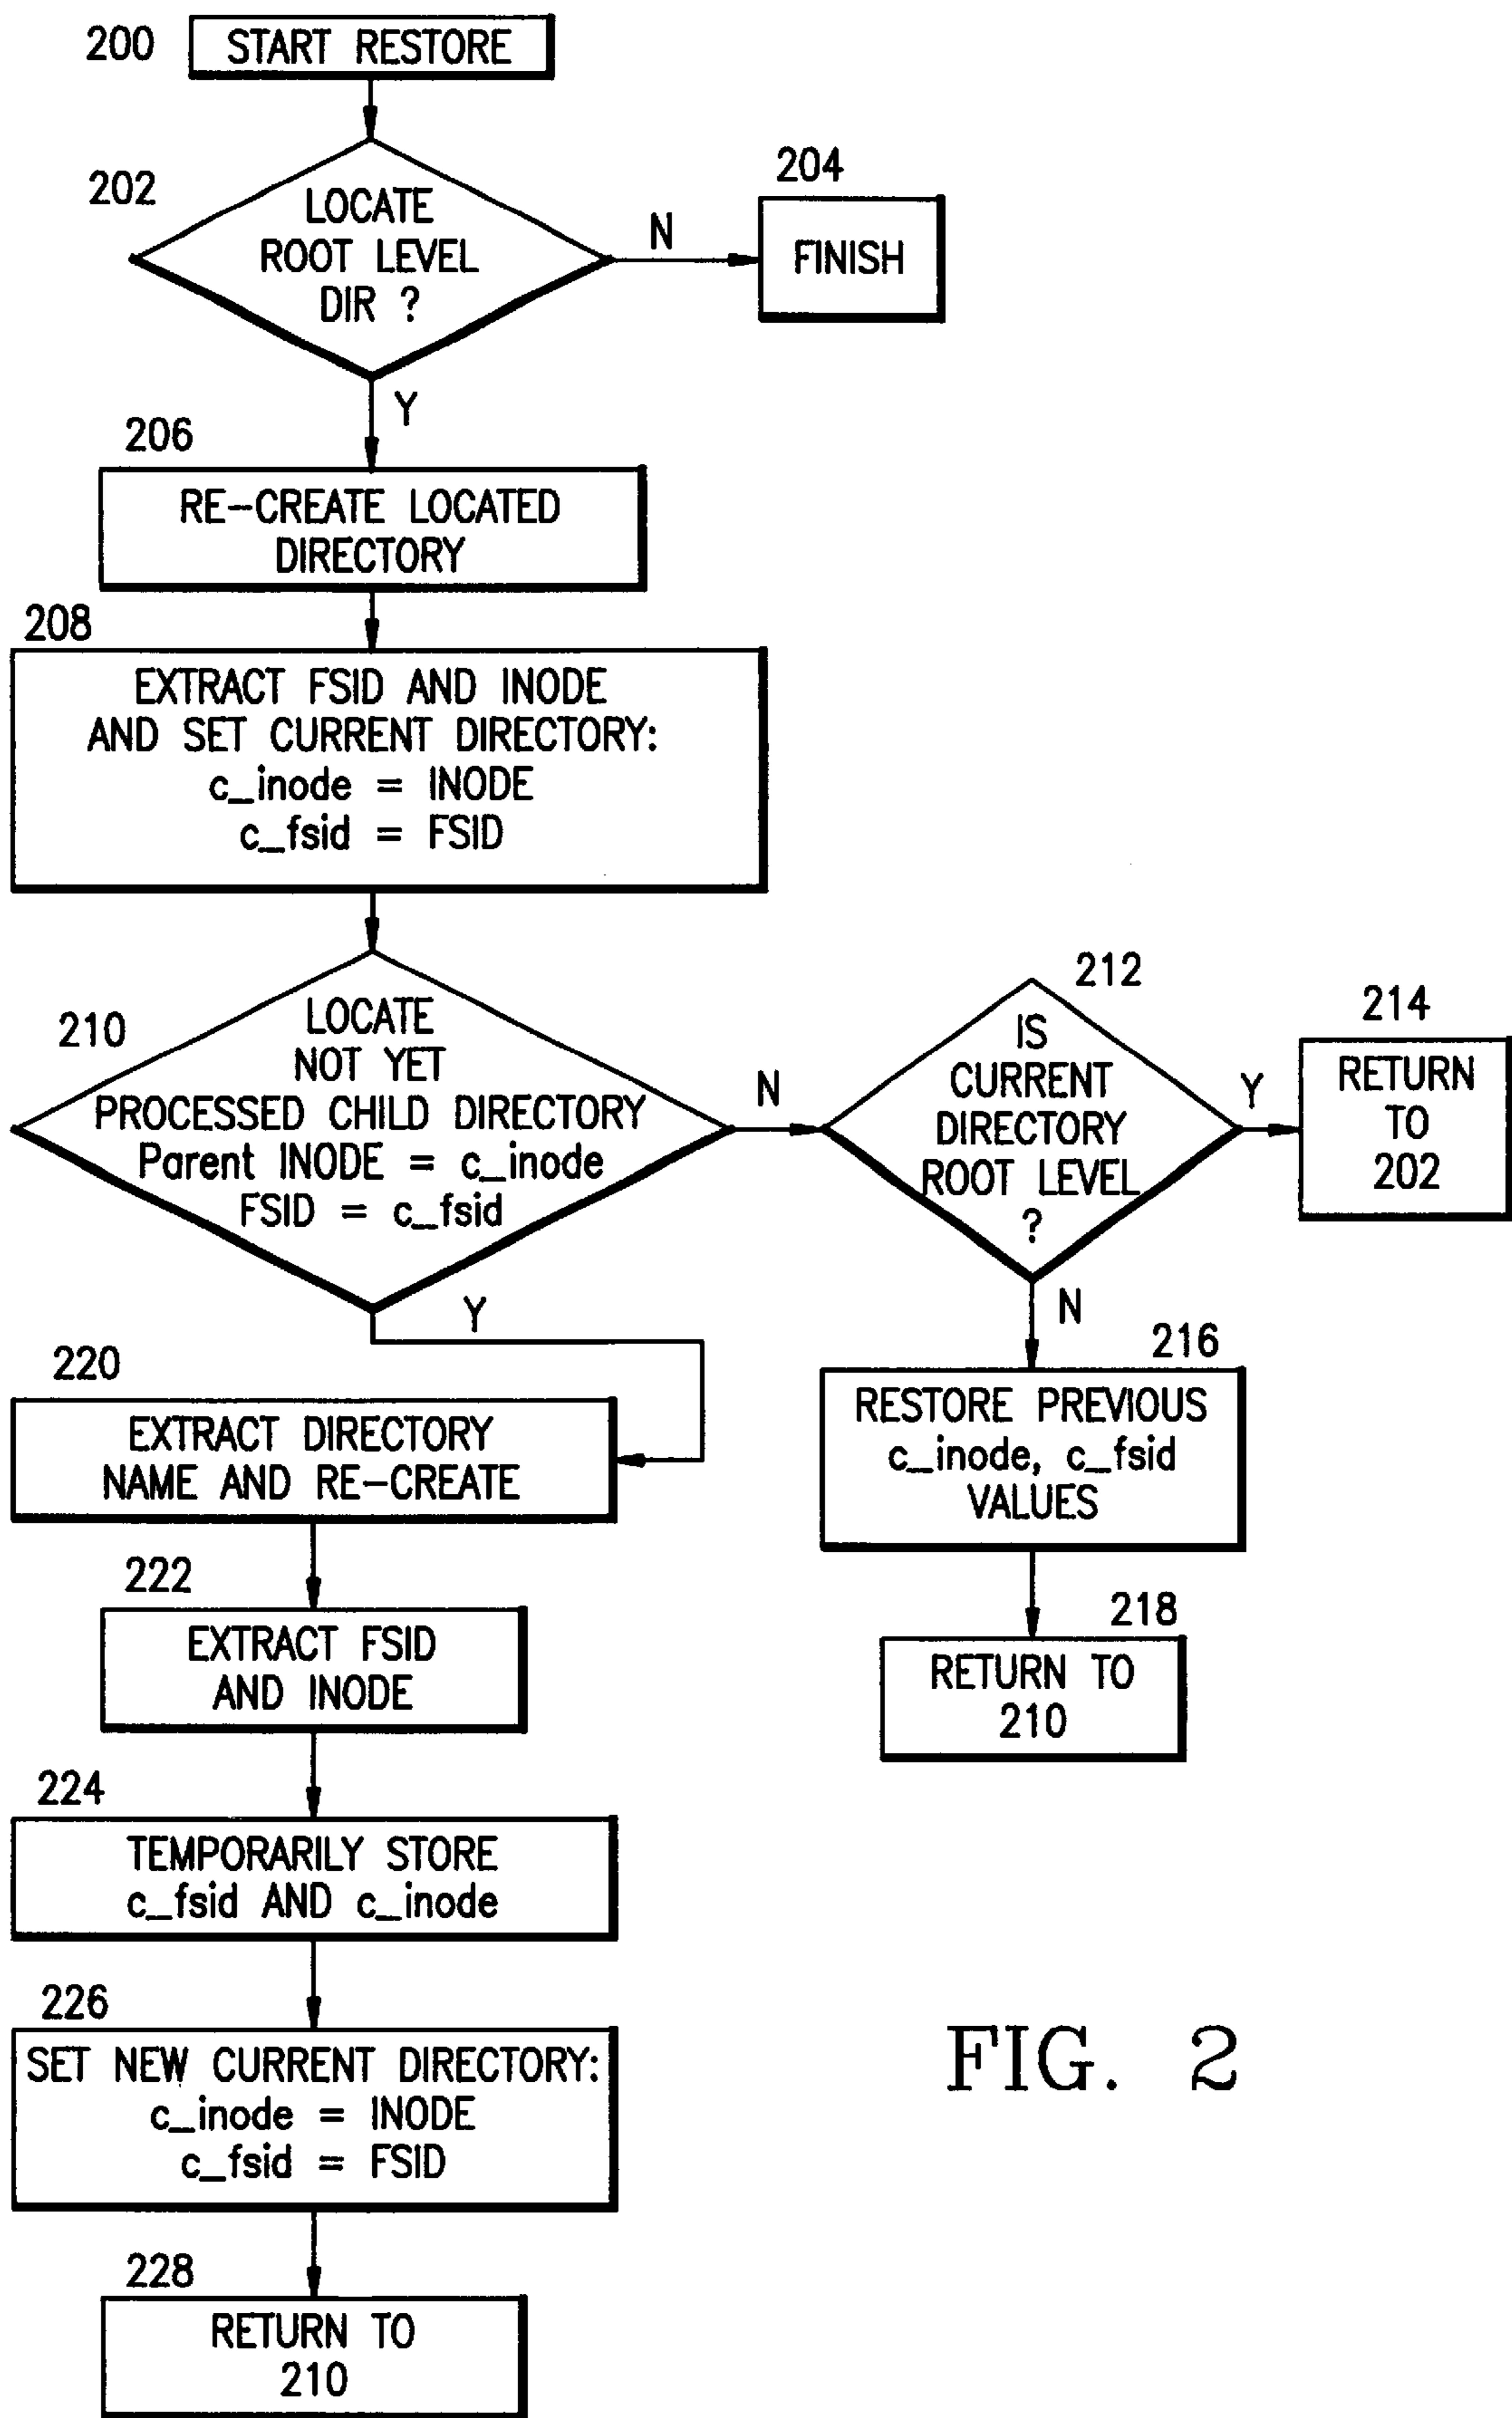 200
START RESTORE
202
LOCATE
ROOT LEVEL
DIR ?
N
204
FINISH
Y
206
RE-CREATE LOCATED
DIRECTORY
208
EXTRACT FSID AND INODE
AND SET CURRENT DIRECTORY:
c_inode = INODE
c_fsid = FSID
210
LOCATE
NOT YET
PROCESSED CHILD DIRECTORY
Parent INODE = c_inode
FSID = c_fsid
N
212
IS
CURRENT
DIRECTORY
ROOT LEVEL
?
Y
214
RETURN
TO
202
N
216
RESTORE PREVIOUS
c_inode, c_fsid
VALUES
218
RETURN TO
210
Y
220
EXTRACT DIRECTORY
NAME AND RE-CREATE
222
EXTRACT FSID
AND INODE
224
TEMPORARILY STORE
c_fsid AND c_inode
226
SET NEW CURRENT DIRECTORY:
c_inode = INODE
c_fsid = FSID
228
RETURN TO
210
FIG. 2